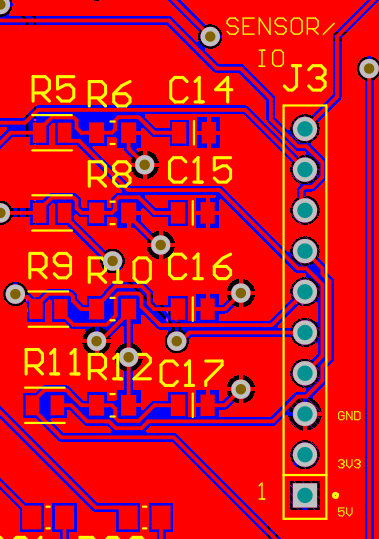 SENSOR/
IO
R5 R6 C14 J3
R8 C15
R9 R10 C16
R11 R12 C17
GND
3V3
1
5V